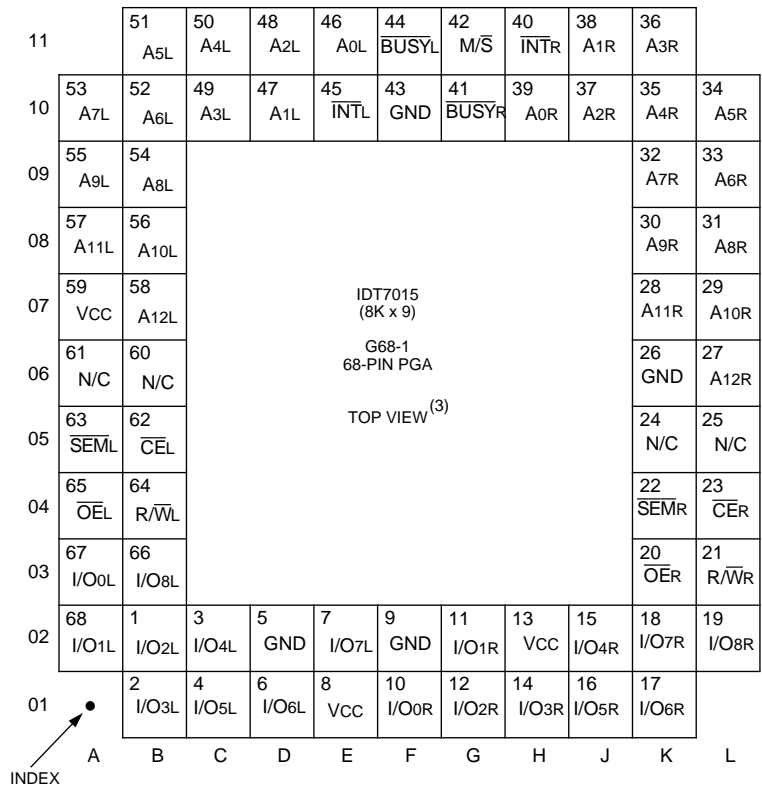 11
51 50 48 46 44 42 40 38 36
A5L A4L A2L A0L BUSYL M/S INTR A1R A3R
10
53 52 49 47 45 43 41 39 37 35 34
A7L A6L A3L A1L INTL GND BUSYR A0R A2R A4R A5R
09
55 54 32 33
A9L A8L A7R A6R
08
57 56 30 31
A11L A10L A9R A8R
07
59 58 28 29
VCC A12L A11R A10R
IDT7015
(8K x 9)
G68-1
68-PIN PGA
TOP VIEW(3)
06
61 60 26 27
N/C N/C GND A12R
05
63 62 24 25
SEML CEL N/C N/C
04
65 64 22 23
OEL R/WL SEMR CER
03
67 66 20 21
I/O0L I/O8L OER R/WR
02
68 1 3 5 7 9 11 13 15 18 19
I/O1L I/O2L I/O4L GND I/O7L GND I/O1R VCC I/O4R I/O7R I/O8R
01
2 4 6 8 10 12 14 16 17
I/O3L I/O5L I/O6L VCC I/O0R I/O2R I/O3R I/O5R I/O6R
A B C D E F G H J K L
INDEX